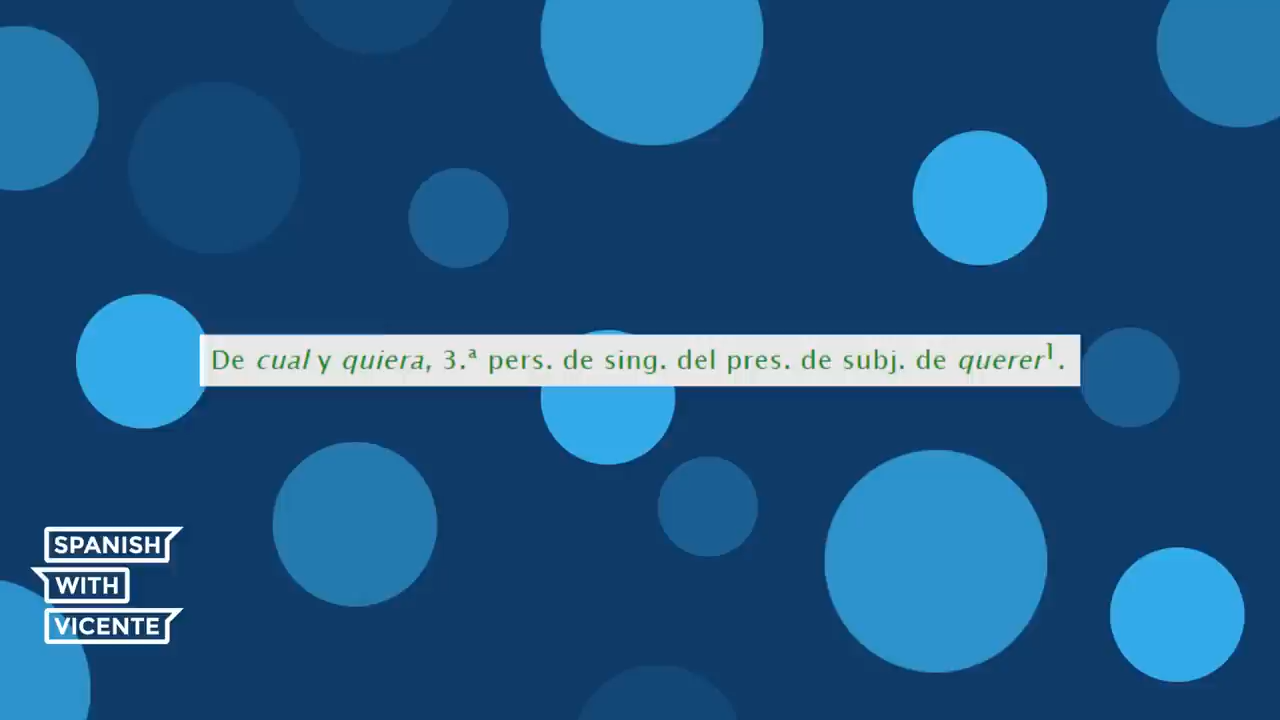 De cual y quiera, 3.ª pers. de sing. del pres. de subj. de querer¹.
SPANISH
WITH
VICENTE